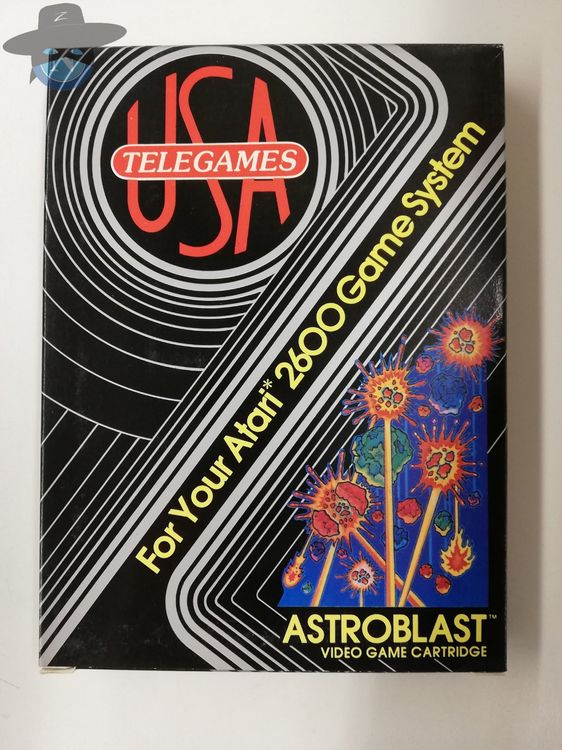 USA
TELEGAMES
For Your Atari* 2600 Game System
ASTROBLAST™
VIDEO GAME CARTRIDGE
Z